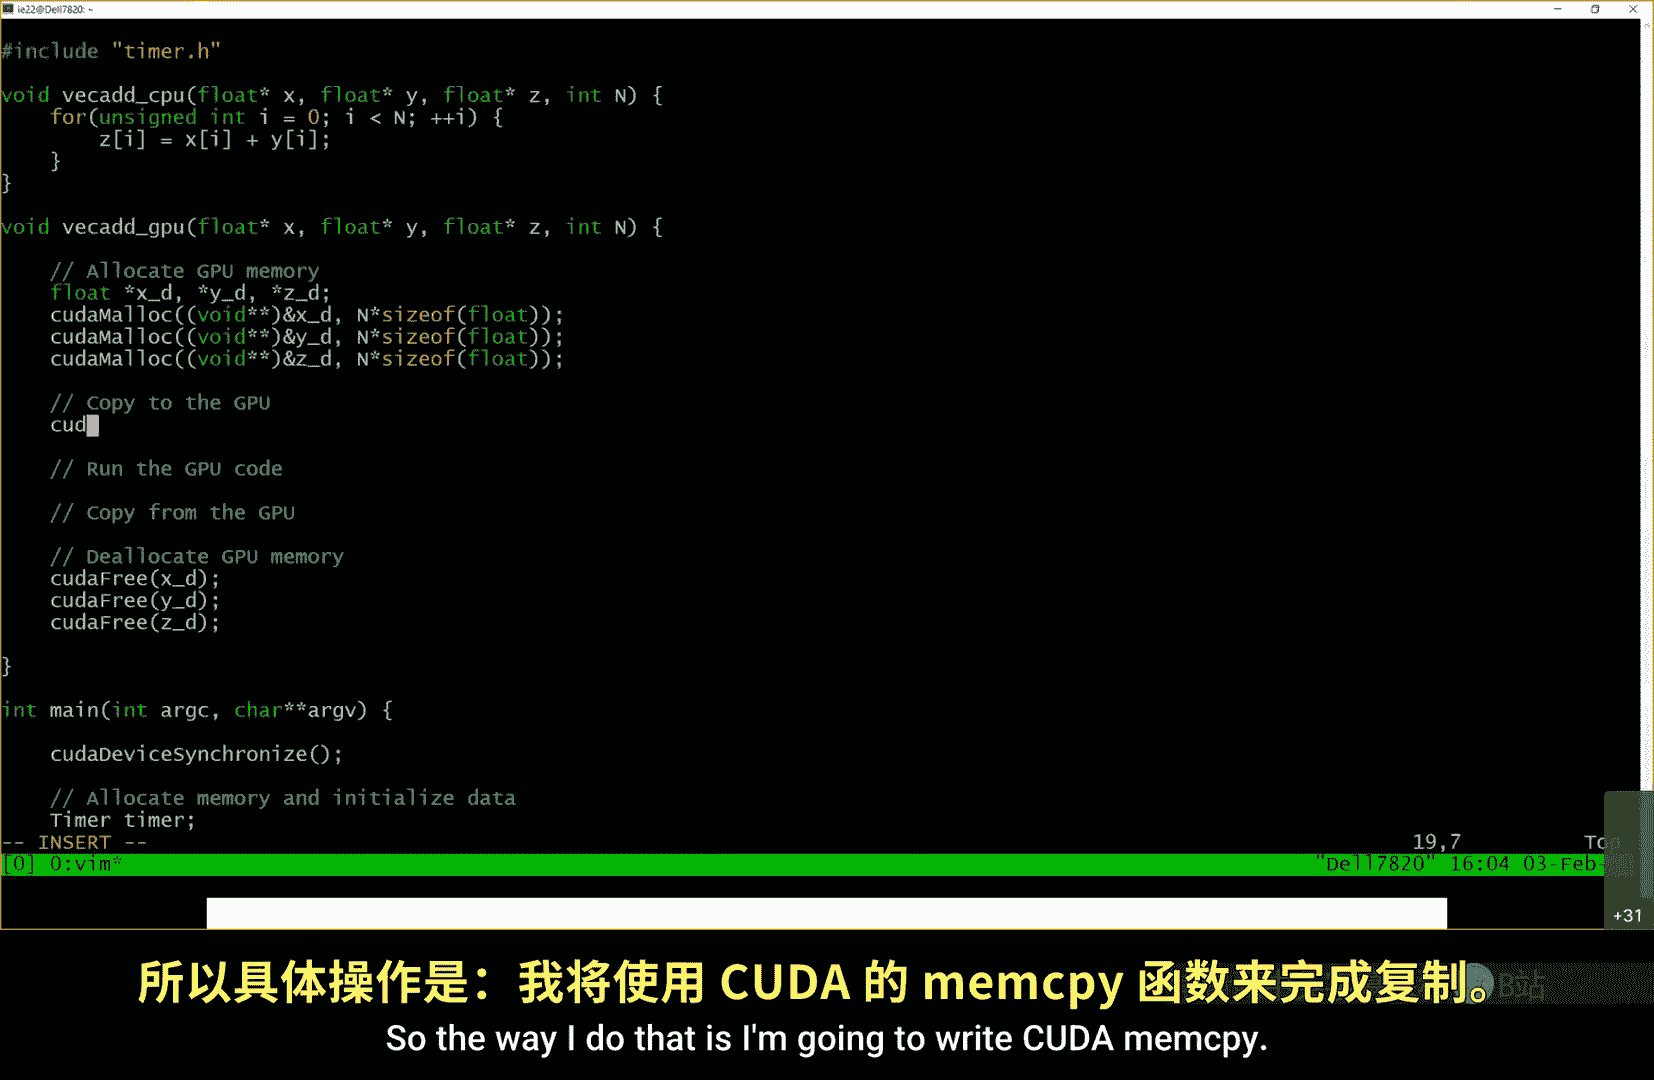 ie22@Dell7820: ~
#include "timer.h"
void vecadd_cpu(float* x, float* y, float* z, int N) {
for(unsigned int i = 0; i < N; ++i) {
z[i] = x[i] + y[i];
}
}
void vecadd_gpu(float* x, float* y, float* z, int N) {
// Allocate GPU memory
float *x_d, *y_d, *z_d;
cudaMalloc((void**)&x_d, N*sizeof(float));
cudaMalloc((void**)&y_d, N*sizeof(float));
cudaMalloc((void**)&z_d, N*sizeof(float));
// Copy to the GPU
cud
// Run the GPU code
// Copy from the GPU
// Deallocate GPU memory
cudaFree(x_d);
cudaFree(y_d);
cudaFree(z_d);
}
int main(int argc, char**argv) {
cudaDeviceSynchronize();
// Allocate memory and initialize data
Timer timer;
-- INSERT -- 19,7 Top
[0] 0:vim* "Dell7820" 16:04 03-Feb-
+31
所以具体操作是：我将使用 CUDA 的 memcpy 函数来完成复制。
B站
So the way I do that is I'm going to write CUDA memcpy.